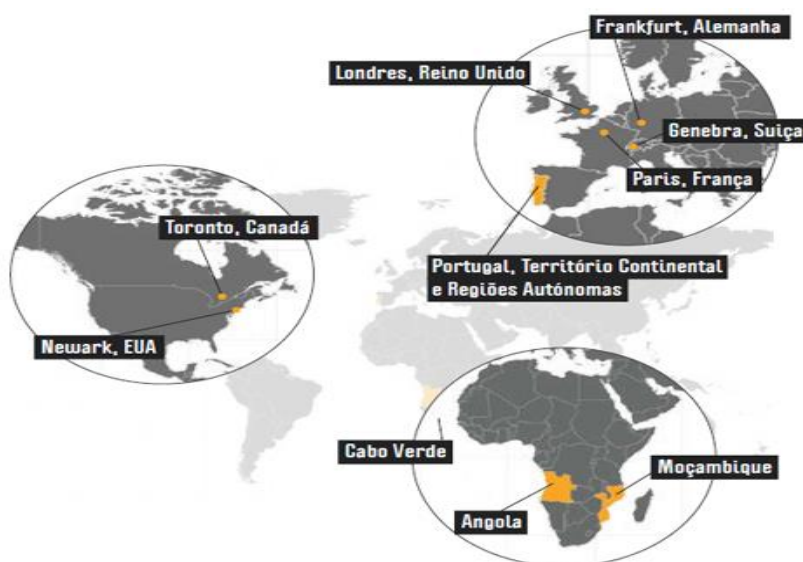 Frankfurt, Alemanha
Londres, Reino Unido
Genebra, Suiça
Paris, França
Toronto, Canadá
Portugal, Território Continental
e Regiões Autónomas
Newark, EUA
Cabo Verde
Moçambique
Angola